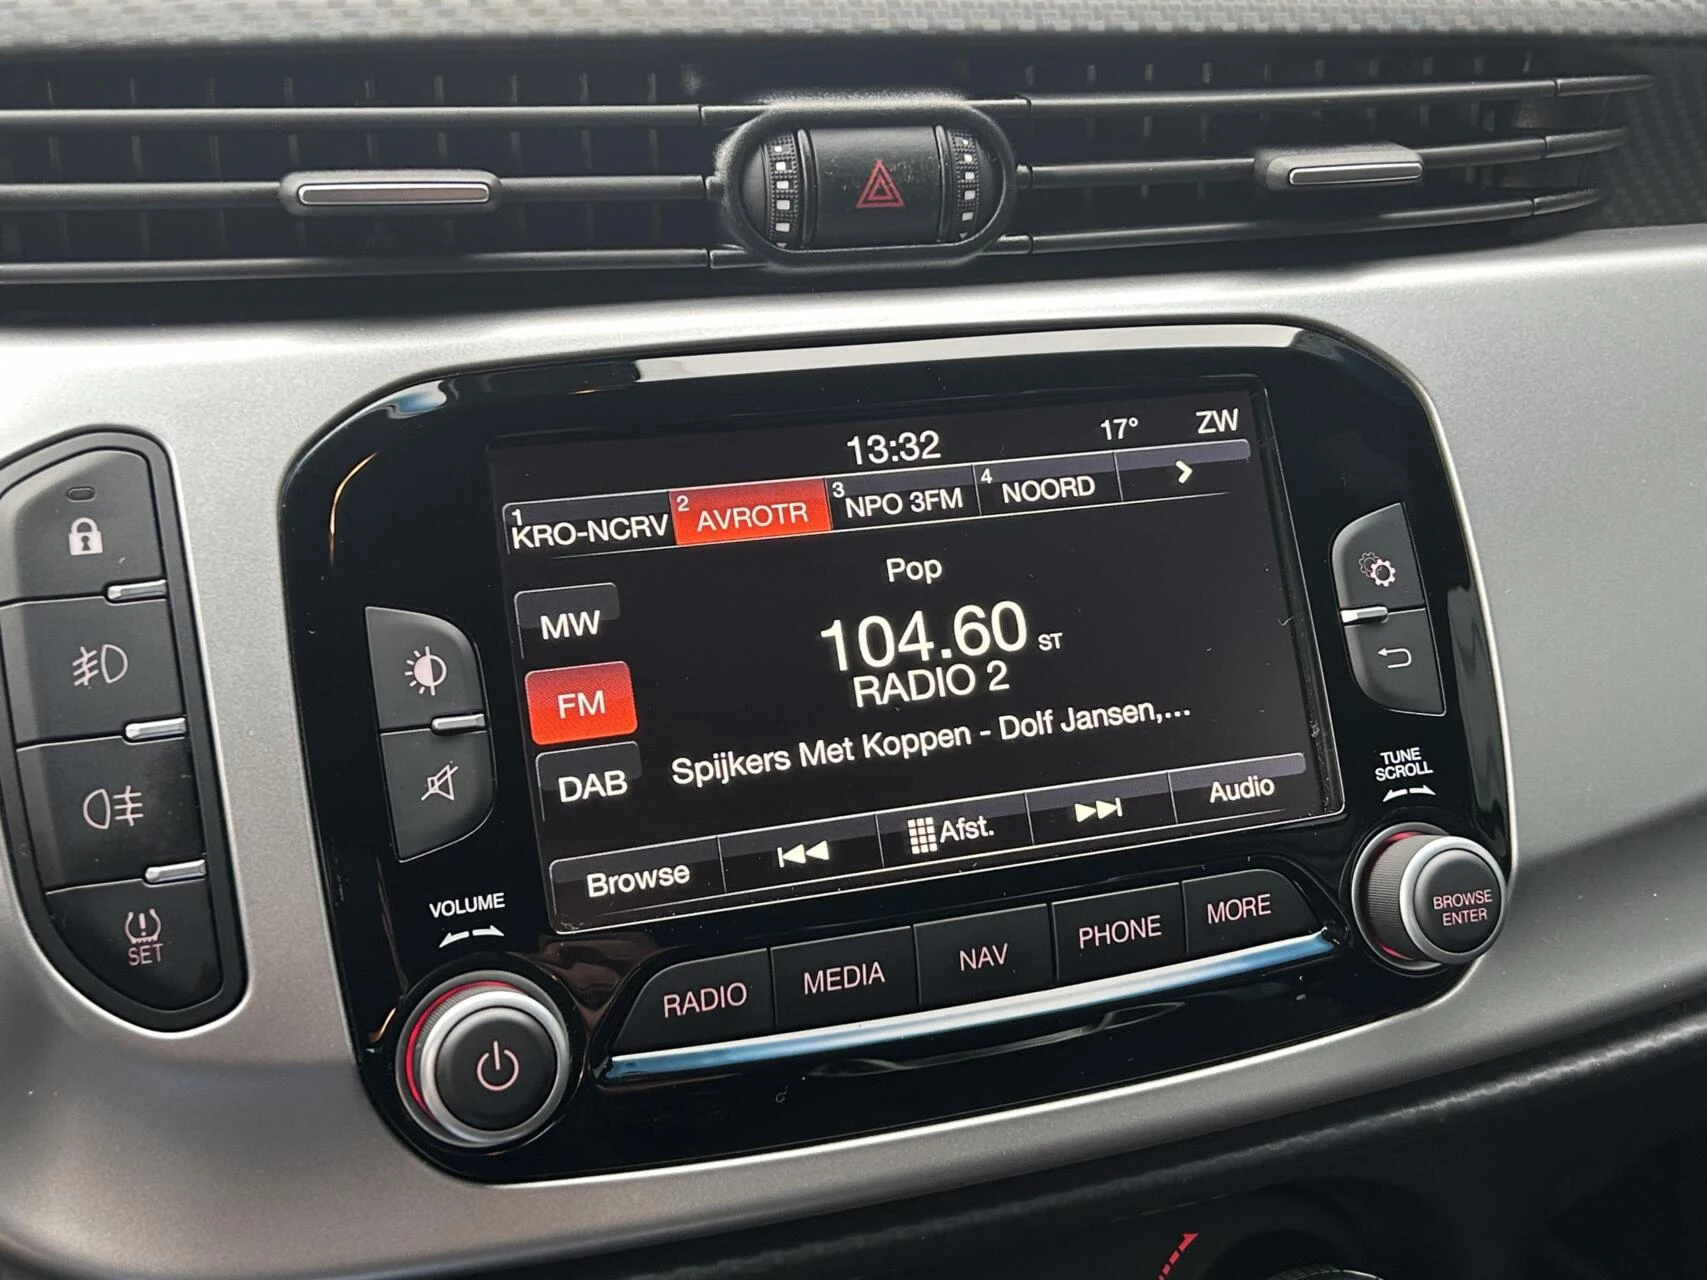 13:32
17°
ZW
1 KRO-NCRV
2 AVROTR
3 NPO 3FM
4 NOORD
Pop
MW
104.60 ST
RADIO 2
FM
Spijkers Met Koppen - Dolf Jansen,...
DAB
Browse
Afst.
Audio
TUNE
SCROLL
SET
VOLUME
RADIO
MEDIA
NAV
PHONE
MORE
BROWSE
ENTER